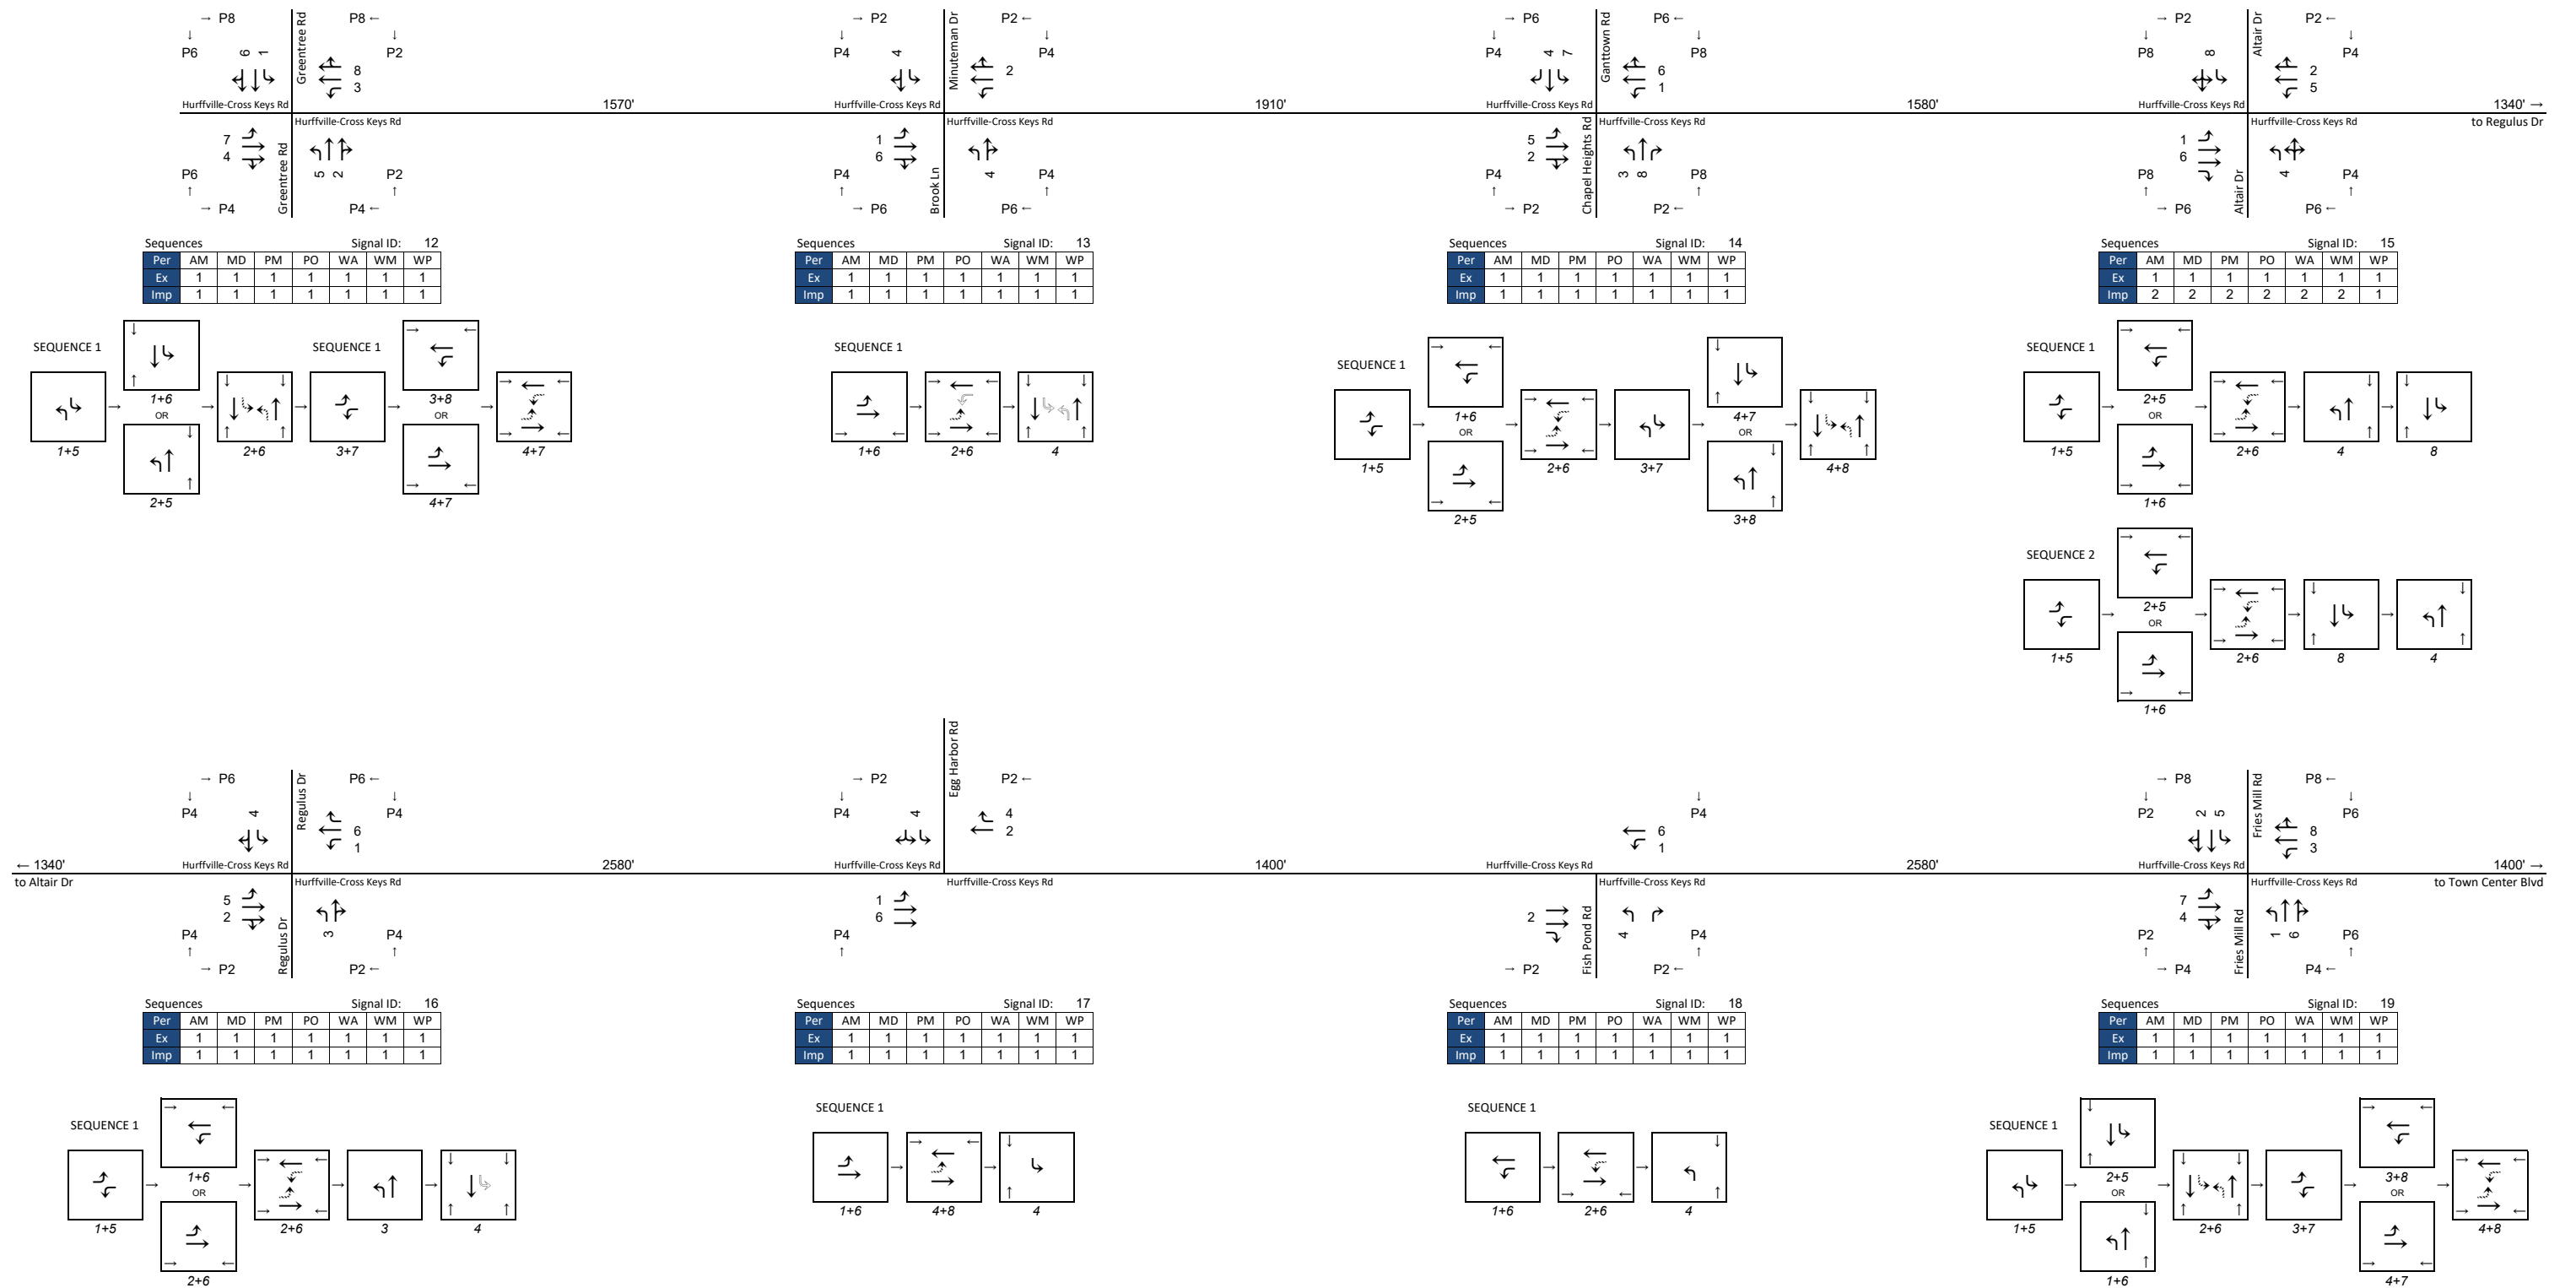 → P8 P8 ← → P2 P2 ← → P6 P6 ← → P2 P2 ←
↓ ↓ ↓ ↓ ↓ ↓ ↓ ↓
P6 P2 P4 P4 P4 P8 P8 P4
6 1 4 4 7 8
Greentree Rd Minuteman Dr Ganttown Rd Altair Dr
8 2 6 2
3 1 5
Hurffville-Cross Keys Rd 1570' Hurffville-Cross Keys Rd 1910' Hurffville-Cross Keys Rd 1580' Hurffville-Cross Keys Rd 1340' →
Hurffville-Cross Keys Rd Hurffville-Cross Keys Rd Hurffville-Cross Keys Rd Hurffville-Cross Keys Rd to Regulus Dr
7 1 5 1
4 6 2 6
Greentree Rd Brook Ln Chapel Heights Rd Altair Dr
5 2 4 3 8 4
P6 P2 P4 P4 P4 P8 P8 P4
↑ ↑ ↑ ↑ ↑ ↑ ↑ ↑
→ P4 P4 ← → P6 P6 ← → P2 P2 ← → P6 P6 ←
Sequences Signal ID: 12
Per AM MD PM PO WA WM WP
Ex 1 1 1 1 1 1 1
Imp 1 1 1 1 1 1 1
SEQUENCE 1 SEQUENCE 1
1+6 3+8
OR OR
1+5 2+6 3+7 4+7
2+5 4+7
Sequences Signal ID: 13
Per AM MD PM PO WA WM WP
Ex 1 1 1 1 1 1 1
Imp 1 1 1 1 1 1 1
SEQUENCE 1
1+6 2+6 4
Sequences Signal ID: 14
Per AM MD PM PO WA WM WP
Ex 1 1 1 1 1 1 1
Imp 1 1 1 1 1 1 1
SEQUENCE 1
1+6 4+7
OR OR
1+5 2+6 3+7 4+8
2+5 3+8
Sequences Signal ID: 15
Per AM MD PM PO WA WM WP
Ex 1 1 1 1 1 1 1
Imp 2 2 2 2 2 2 1
SEQUENCE 1
2+5
OR
1+5 2+6 4 8
1+6
SEQUENCE 2
2+5
OR
1+5 2+6 8 4
1+6
→ P6 P6 ← → P2 P2 ← → P8 P8 ←
↓ ↓ ↓ ↓ ↓ ↓
P4 P4 P4 P4 P2 P6
4 4 2 5
Regulus Dr Egg Harbor Rd Fries Mill Rd
6 4 6 8
1 2 1 3
← 1340' Hurffville-Cross Keys Rd 2580' Hurffville-Cross Keys Rd 1400' Hurffville-Cross Keys Rd 2580' Hurffville-Cross Keys Rd 1400' →
to Altair Dr Hurffville-Cross Keys Rd Hurffville-Cross Keys Rd Hurffville-Cross Keys Rd Hurffville-Cross Keys Rd to Town Center Blvd
5 1 7
2 6 2 4
Regulus Dr Fish Pond Rd Fries Mill Rd
3 4 1 6
P4 P4 P4 P4 P2 P6
↑ ↑ ↑ ↑ ↑ ↑
→ P2 P2 ← → P2 P2 ← → P4 P4 ←
Sequences Signal ID: 16
Per AM MD PM PO WA WM WP
Ex 1 1 1 1 1 1 1
Imp 1 1 1 1 1 1 1
SEQUENCE 1
1+6
OR
1+5 2+6 3 4
2+6
Sequences Signal ID: 17
Per AM MD PM PO WA WM WP
Ex 1 1 1 1 1 1 1
Imp 1 1 1 1 1 1 1
SEQUENCE 1
1+6 4+8 4
Sequences Signal ID: 18
Per AM MD PM PO WA WM WP
Ex 1 1 1 1 1 1 1
Imp 1 1 1 1 1 1 1
SEQUENCE 1
1+6 2+6 4
Sequences Signal ID: 19
Per AM MD PM PO WA WM WP
Ex 1 1 1 1 1 1 1
Imp 1 1 1 1 1 1 1
SEQUENCE 1
2+5 3+8
OR OR
1+5 2+6 3+7 4+8
1+6 4+7